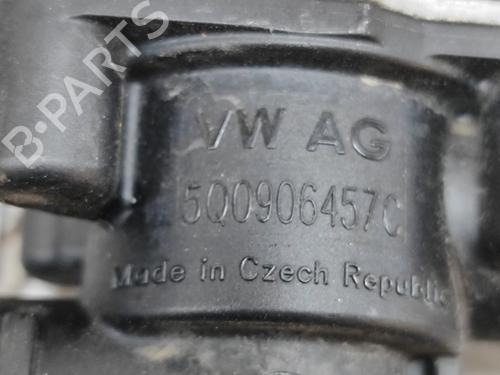 B-PARTS
VW AG
5Q0906457C
Made in Czech Republic